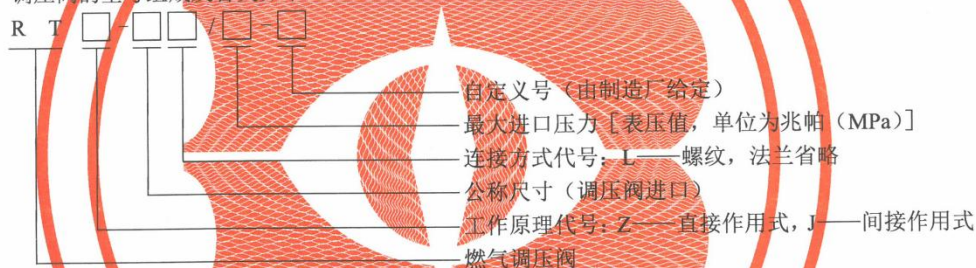 R T □-□□/□-□
自定义号(由制造厂给定)
最大进口压力[表压值,单位为兆帕(MPa)]
连接方式代号:L——螺纹,法兰省略
公称尺寸(调压阀进口)
工作原理代号:Z——直接作用式,J——间接作用式
燃气调压阀